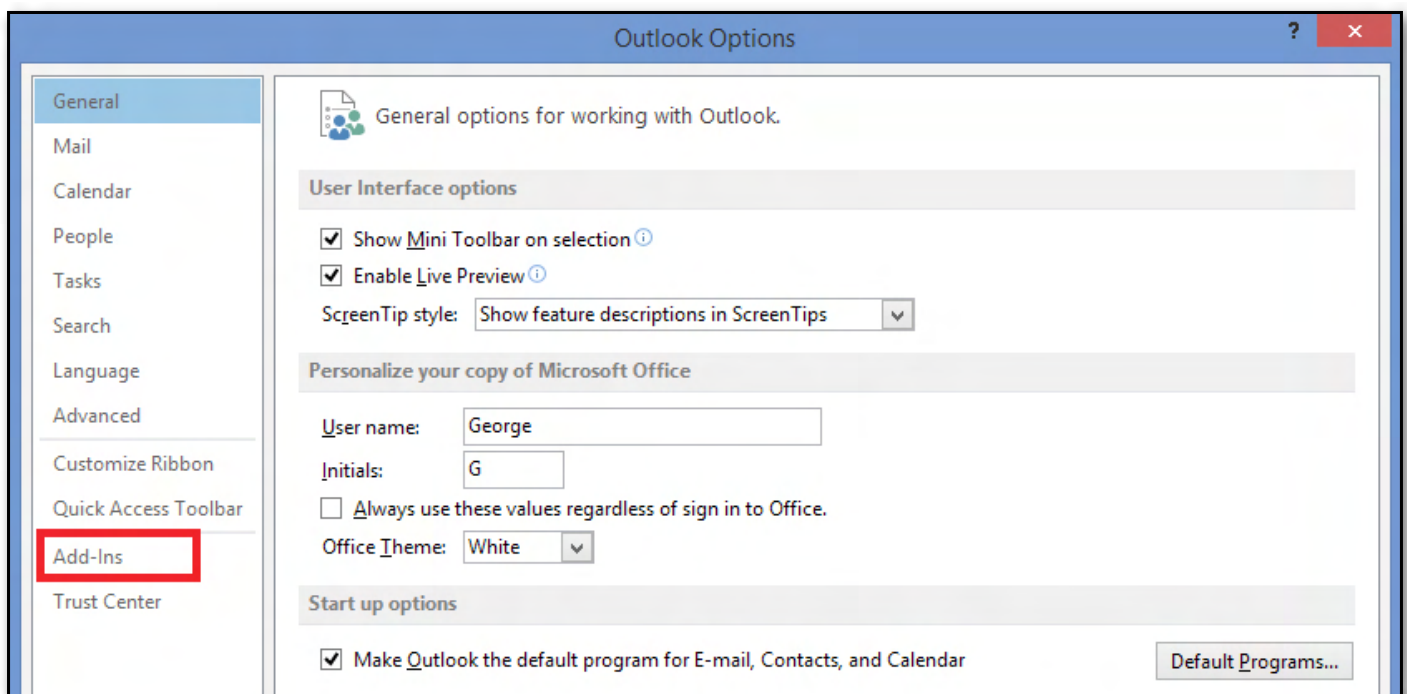 Outlook Options
?
General
Mail
Calendar
People
Tasks
Search
Language
Advanced
Customize Ribbon
Quick Access Toolbar
Add-Ins
Trust Center
General options for working with Outlook.
User Interface options
Show Mini Toolbar on selection
Enable Live Preview
ScreenTip style: Show feature descriptions in ScreenTips
Personalize your copy of Microsoft Office
User name: George
Initials: G
Always use these values regardless of sign in to Office.
Office Theme: White
Start up options
Make Outlook the default program for E-mail, Contacts, and Calendar Default Programs...